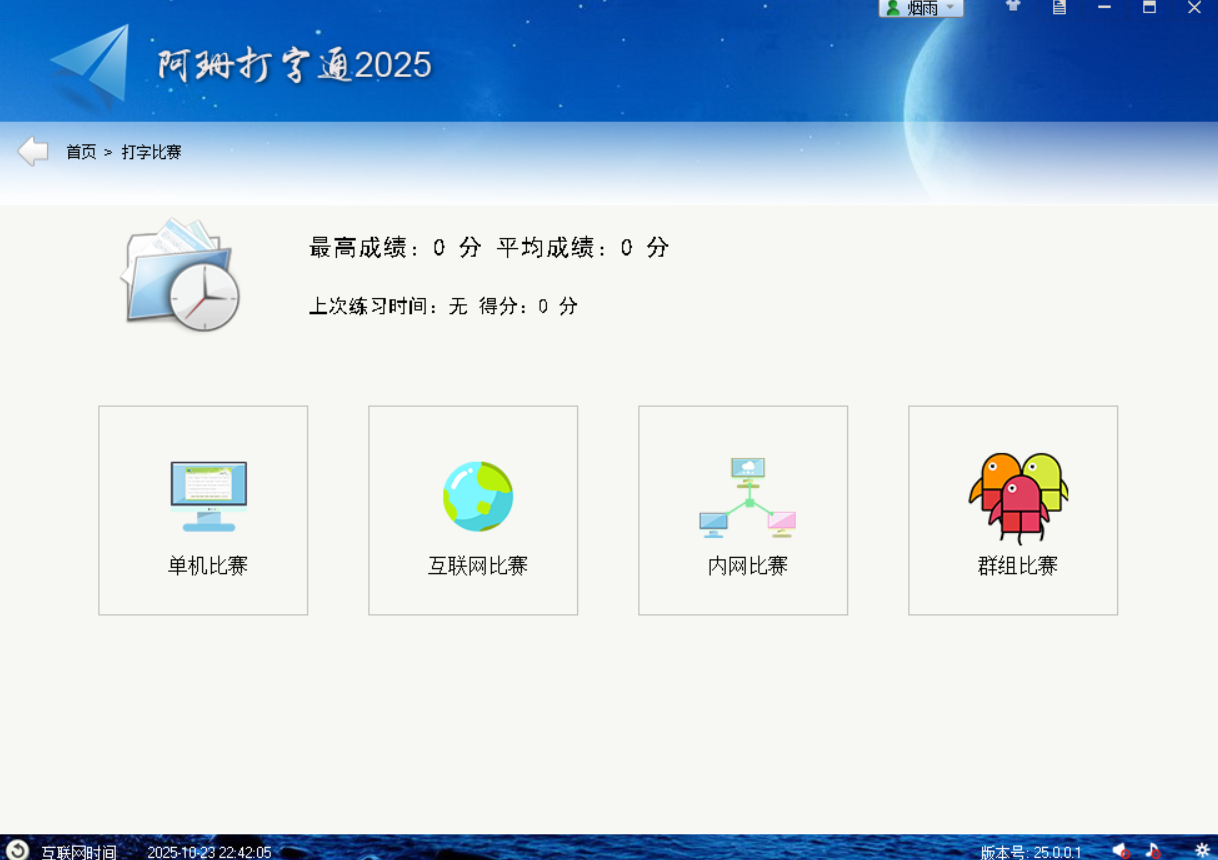 烟雨
阿珊打字通2025
首页 > 打字比赛
最高成绩：0 分 平均成绩：0 分
上次练习时间：无 得分：0 分
单机比赛
互联网比赛
内网比赛
群组比赛
互联网时间 2025-10-23 22:42:05
版本号: 25.0.0.1